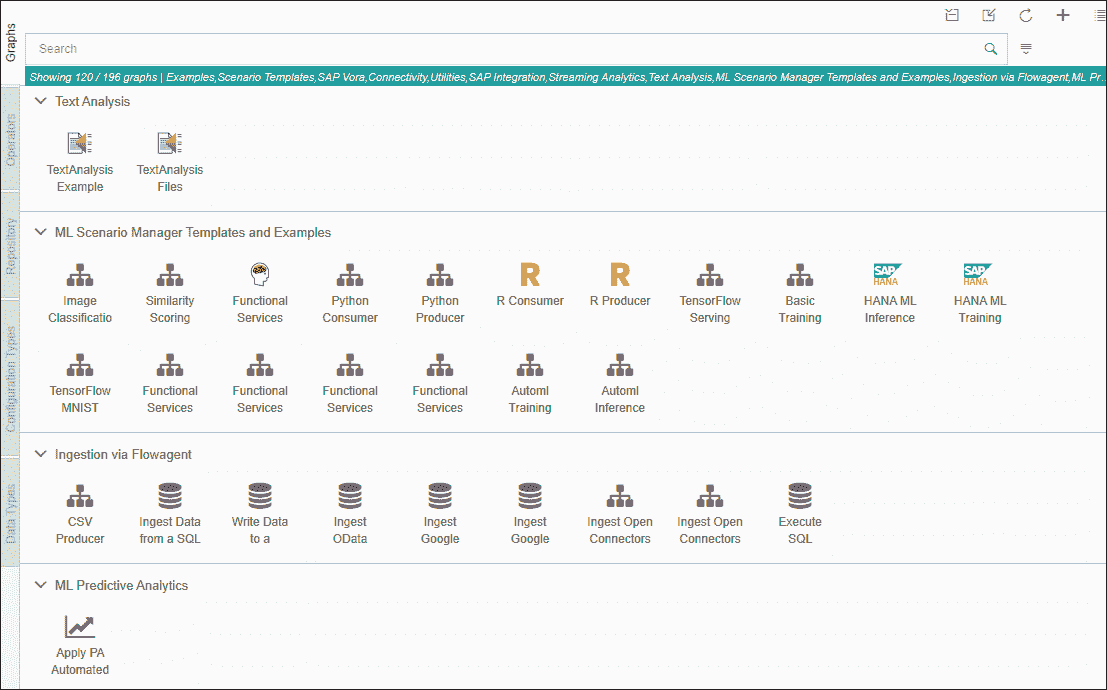 Graphs
Operators
Repository
Configuration Types
Data Types
Search
Showing 120 / 196 graphs | Examples,Scenario Templates,SAP Vora,Connectivity,Utilities,SAP Integration,Streaming Analytics,Text Analysis,ML Scenario Manager Templates and Examples,Ingestion via Flowagent,ML Pr...
Text Analysis
TextAnalysis
Example
TextAnalysis
Files
ML Scenario Manager Templates and Examples
Image
Classificatio
Similarity
Scoring
Functional
Services
Python
Consumer
Python
Producer
R
R Consumer
R
R Producer
TensorFlow
Serving
Basic
Training
SAP
HANA
HANA ML
Inference
SAP
HANA
HANA ML
Training
TensorFlow
MNIST
Functional
Services
Functional
Services
Functional
Services
Functional
Services
Automl
Training
Automl
Inference
Ingestion via Flowagent
CSV
Producer
Ingest Data
from a SQL
Write Data
to a
Ingest
OData
Ingest
Google
Ingest
Google
Ingest Open
Connectors
Ingest Open
Connectors
Execute
SQL
ML Predictive Analytics
Apply PA
Automated